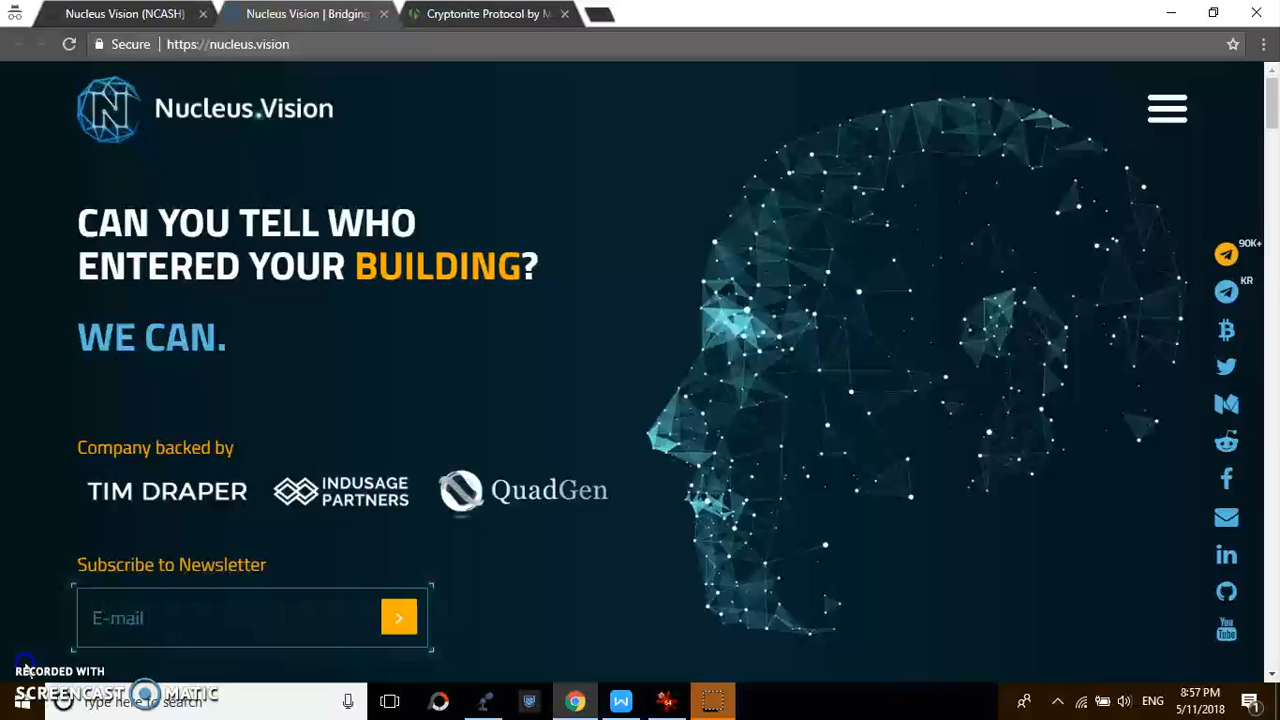 Nucleus Vision (NCASH)
Nucleus Vision | Bridging
Cryptonite Protocol by M
Secure
https://nucleus.vision
Nucleus.Vision
CAN YOU TELL WHO
ENTERED YOUR BUILDING?
WE CAN.
90K+
KR
Company backed by
TIM DRAPER
INDUSAGE
PARTNERS
QuadGen
Subscribe to Newsletter
E-mail
You
Tube
RECORDED WITH
SCREENCAST MATIC
Type here to search
ENG
8:57 PM
5/11/2018